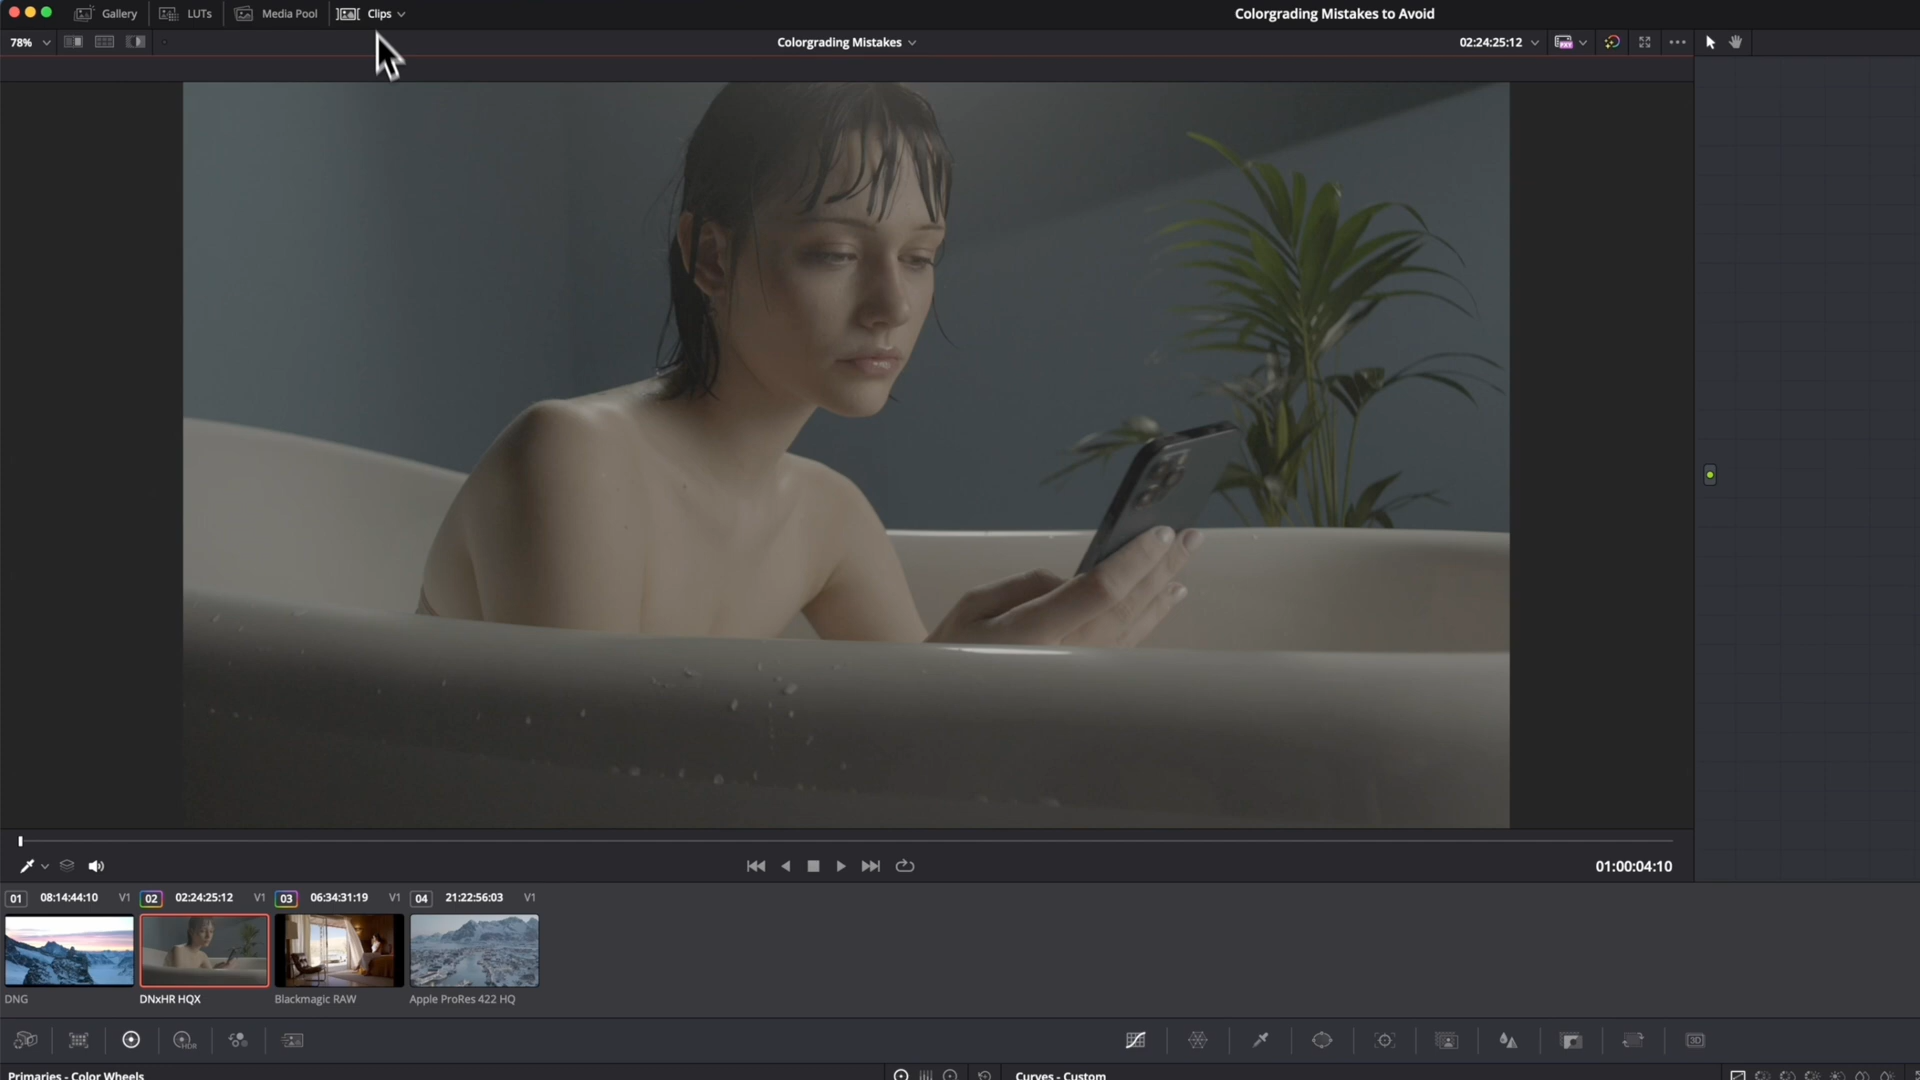 Gallery
LUTs
Media Pool
Clips
Colorgrading Mistakes to Avoid
78%
Colorgrading Mistakes
02:24:25:12
01:00:04:10
01 08:14:44:10 V1
02 02:24:25:12 V1
03 06:34:31:19 V1
04 21:22:56:03 V1
DNG
DNxHR HQX
Blackmagic RAW
Apple ProRes 422 HQ
HDR
3D
Primaries - Color Wheels
Curves - Custom